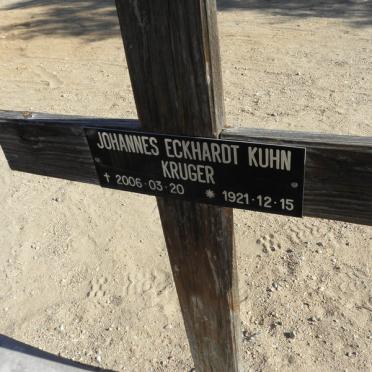 JOHANNES ECKHARDT KUHN
KRUGER
† 2006·03·20 * 1921·12·15